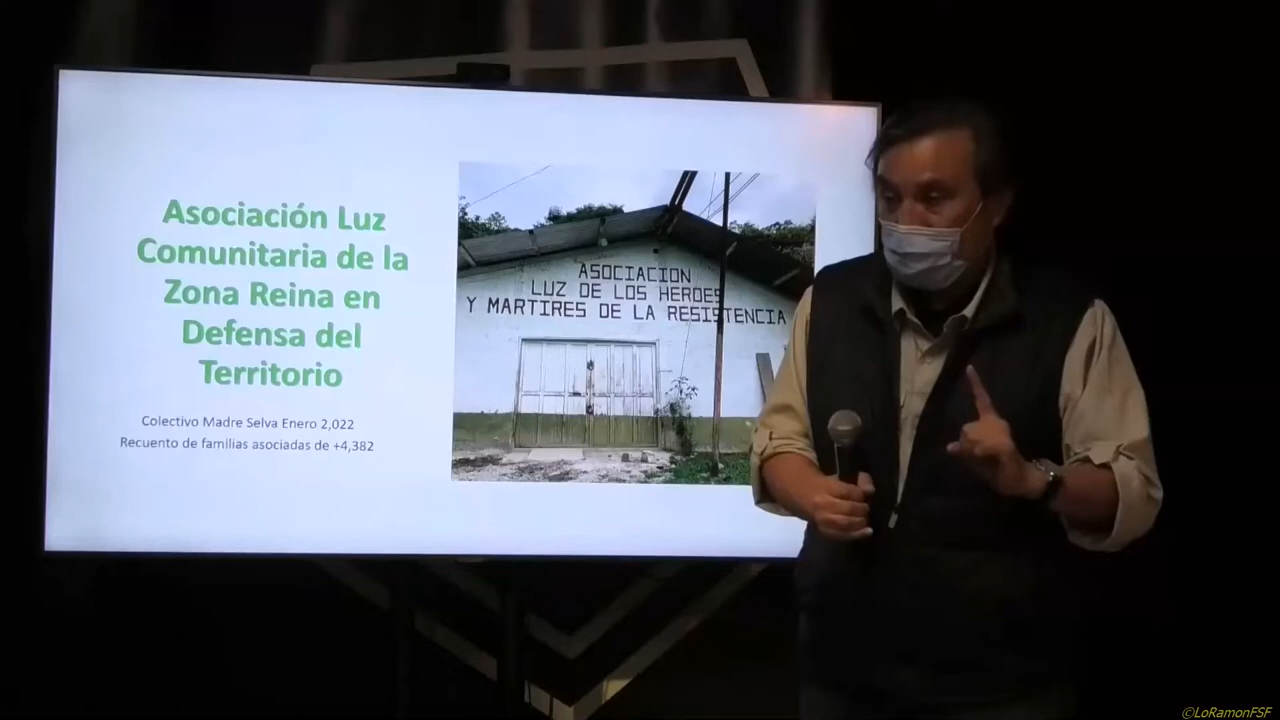 Asociación Luz
Comunitaria de la
Zona Reina en
Defensa del
Territorio
Colectivo Madre Selva Enero 2,022
Recuento de familias asociadas de +4,382
ASOCIACION
LUZ DE LOS HEROES
Y MARTIRES DE LA RESISTENCIA
©LoRamonFSF